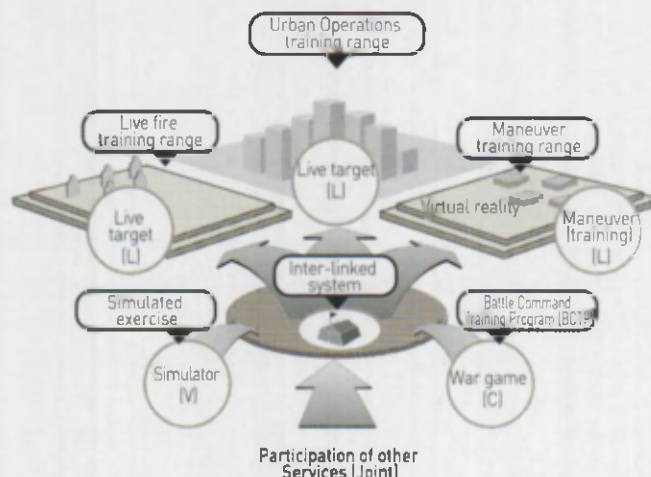 Urban Operations
training range
Live fire
training range
Maneuver
training range
Live target
(L)
Live
target
(L)
Virtual reality
Maneuver
(training)
(L)
Inter-linked
system
Simulated
exercise
Battle Command
Training Program (BCTP)
Simulator
(V)
War game
(C)
Participation of other
Services (Joint)